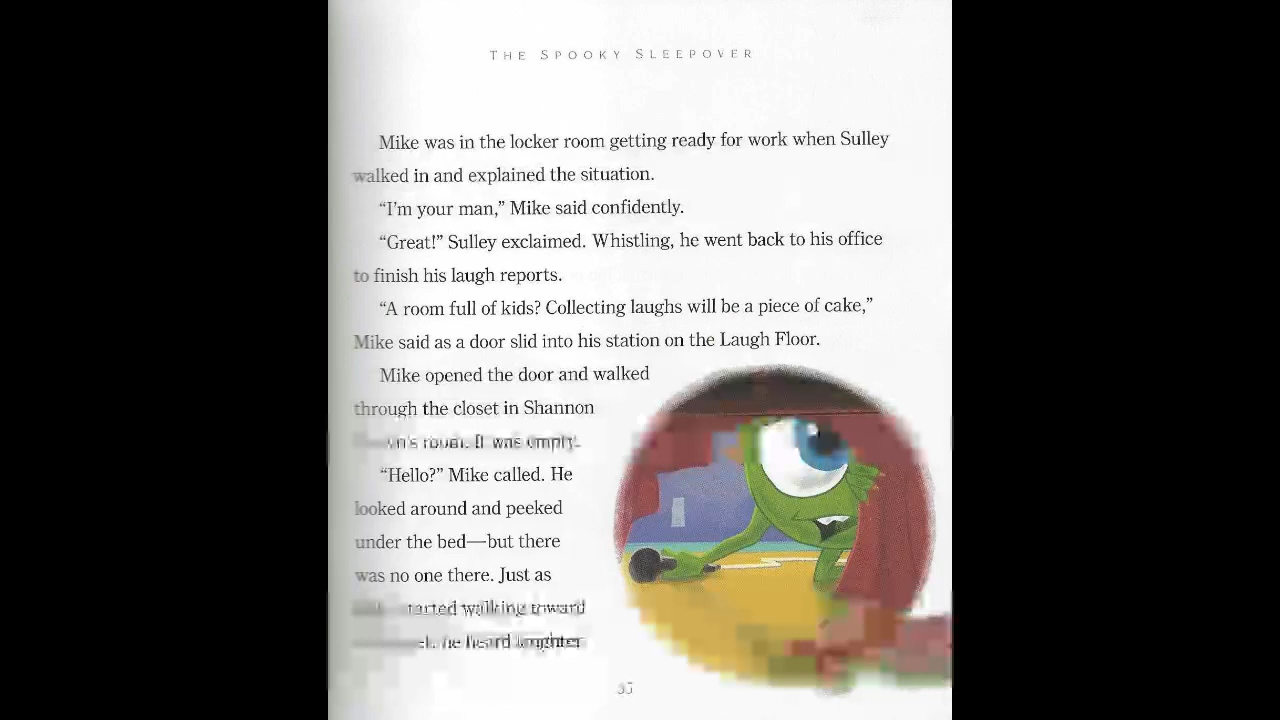 THE SPOOKY SLEEPOVER
Mike was in the locker room getting ready for work when Sulley
walked in and explained the situation.
“I’m your man,” Mike said confidently.
“Great!” Sulley exclaimed. Whistling, he went back to his office
to finish his laugh reports.
“A room full of kids? Collecting laughs will be a piece of cake,”
Mike said as a door slid into his station on the Laugh Floor.
Mike opened the door and walked
through the closet in Shannon
room. It was empty.
“Hello?” Mike called. He
looked around and peeked
under the bed—but there
was no one there. Just as
started walking toward
he heard laughter